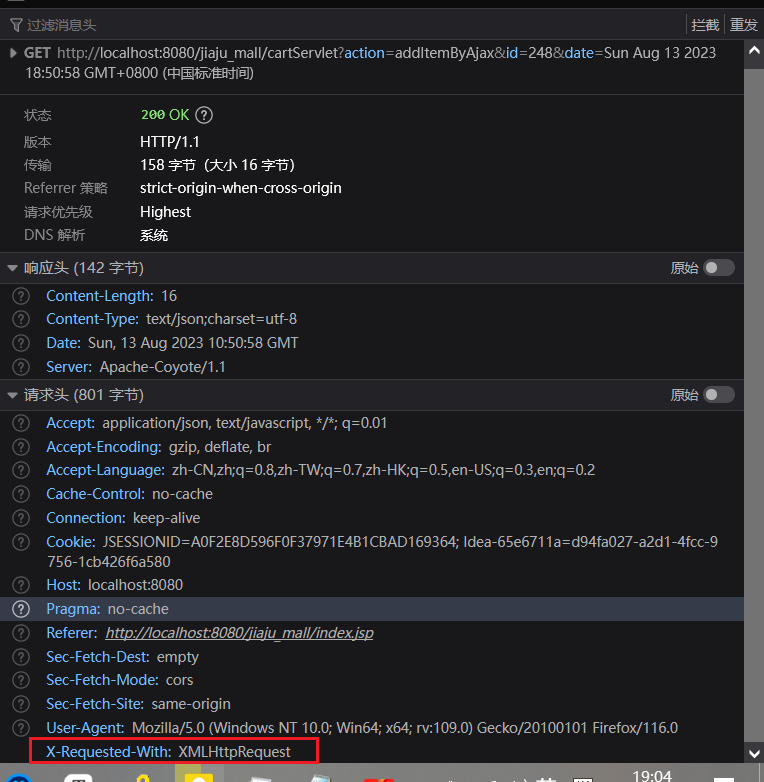 过滤消息头 拦截 重发
GET http://localhost:8080/jiaju_mall/cartServlet?action=addItemByAjax&id=248&date=Sun Aug 13 2023
18:50:58 GMT+0800 (中国标准时间)
状态 200 OK ?
版本 HTTP/1.1
传输 158 字节（大小 16 字节）
Referrer 策略 strict-origin-when-cross-origin
请求优先级 Highest
DNS 解析 系统
响应头 (142 字节) 原始
? Content-Length: 16
? Content-Type: text/json;charset=utf-8
? Date: Sun, 13 Aug 2023 10:50:58 GMT
? Server: Apache-Coyote/1.1
请求头 (801 字节) 原始
? Accept: application/json, text/javascript, */*; q=0.01
? Accept-Encoding: gzip, deflate, br
? Accept-Language: zh-CN,zh;q=0.8,zh-TW;q=0.7,zh-HK;q=0.5,en-US;q=0.3,en;q=0.2
? Cache-Control: no-cache
? Connection: keep-alive
? Cookie: JSESSIONID=A0F2E8D596F0F37971E4B1CBAD169364; Idea-65e6711a=d94fa027-a2d1-4fcc-9
756-1cb426f6a580
? Host: localhost:8080
? Pragma: no-cache
? Referer: http://localhost:8080/jiaju_mall/index.jsp
? Sec-Fetch-Dest: empty
? Sec-Fetch-Mode: cors
? Sec-Fetch-Site: same-origin
? User-Agent: Mozilla/5.0 (Windows NT 10.0; Win64; x64; rv:109.0) Gecko/20100101 Firefox/116.0
X-Requested-With: XMLHttpRequest
19:04